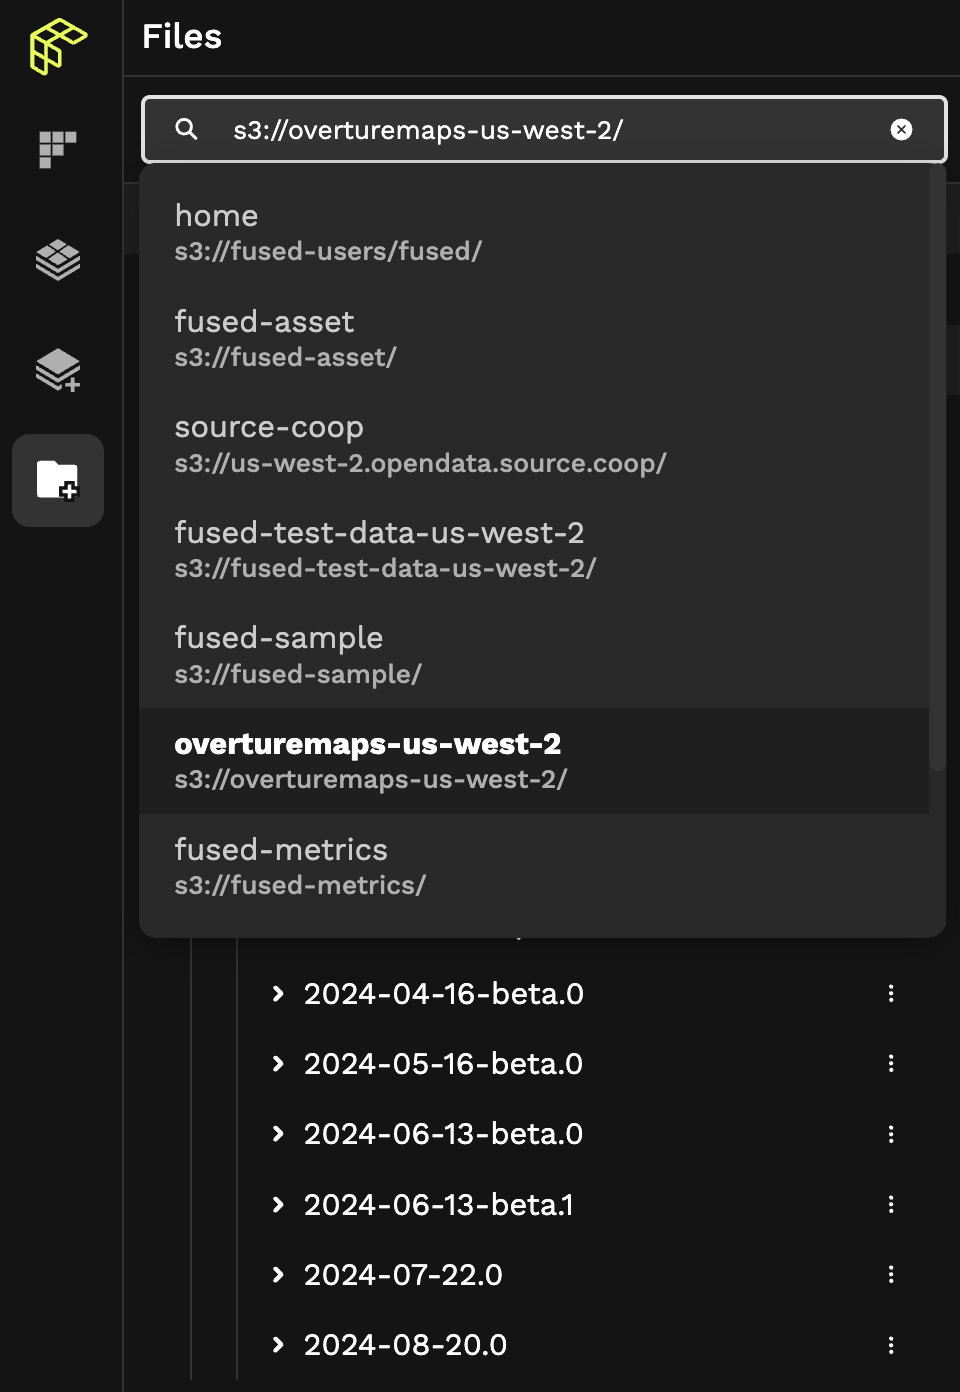 Files
s3://overturemaps-us-west-2/
home
s3://fused-users/fused/
fused-asset
s3://fused-asset/
source-coop
s3://us-west-2.opendata.source.coop/
fused-test-data-us-west-2
s3://fused-test-data-us-west-2/
fused-sample
s3://fused-sample/
overturemaps-us-west-2
s3://overturemaps-us-west-2/
fused-metrics
s3://fused-metrics/
2024-04-16-beta.0
2024-05-16-beta.0
2024-06-13-beta.0
2024-06-13-beta.1
2024-07-22.0
2024-08-20.0